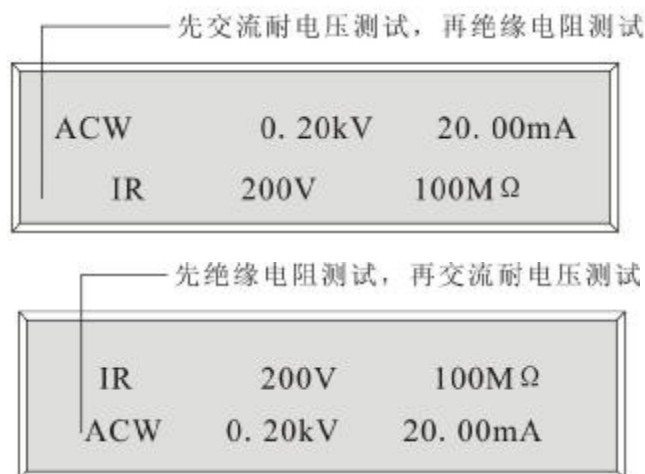 先交流耐电压测试，再绝缘电阻测试
ACW 0. 20kV 20. 00mA
IR 200V 100MΩ
先绝缘电阻测试，再交流耐电压测试
IR 200V 100MΩ
ACW 0. 20kV 20. 00mA